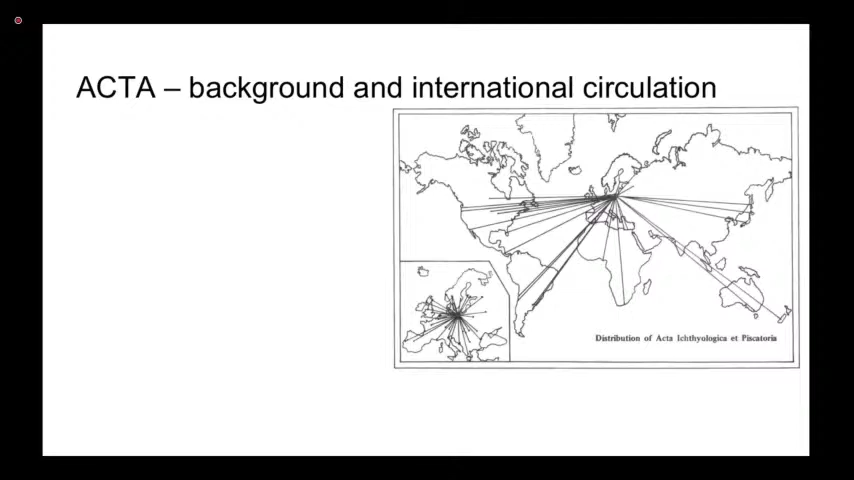 ACTA – background and international circulation
Distribution of Acta Ichthyologica et Piscatoria